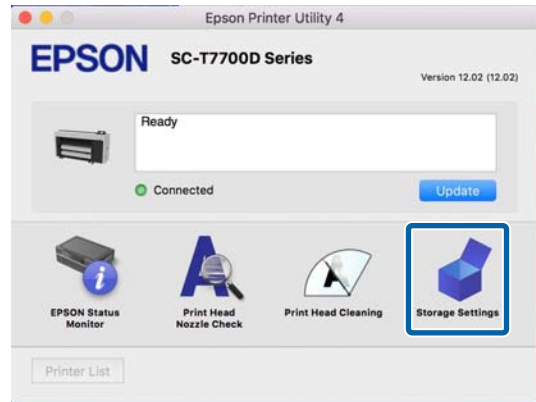 Epson Printer Utility 4
EPSON
SC-T7700D Series
Version 12.02 (12.02)
Ready
Connected
Update
EPSON Status
Monitor
Print Head
Nozzle Check
Print Head Cleaning
Storage Settings
Printer List